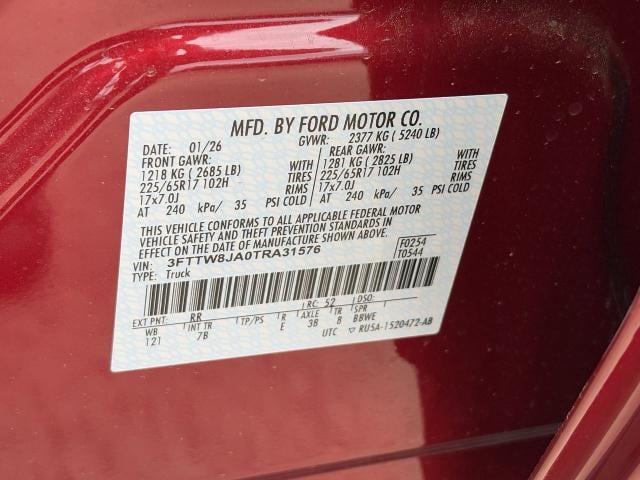 MFD. BY FORD MOTOR CO.
DATE: 01/26 GVWR: 2377 KG ( 5240 LB)
FRONT GAWR: REAR GAWR:
1218 KG ( 2685 LB) WITH 1281 KG ( 2825 LB) WITH
225/65R17 102H TIRES 225/65R17 102H TIRES
17x7.0J RIMS 17x7.0J RIMS
AT 240 kPa/ 35 PSI COLD AT 240 kPa/ 35 PSI COLD
THIS VEHICLE CONFORMS TO ALL APPLICABLE FEDERAL MOTOR
VEHICLE SAFETY AND THEFT PREVENTION STANDARDS IN
EFFECT ON THE DATE OF MANUFACTURE SHOWN ABOVE.
VIN: 3FTTW8JA0TRA31576 F0254
TYPE: Truck T0544
EXT PNT: RR RC: 52 DSO:
WB INT TR TP/PS R AXLE TR SPR
121 7B E 3B 8 BBWE
UTC ▽ RU5A-1520472-AB